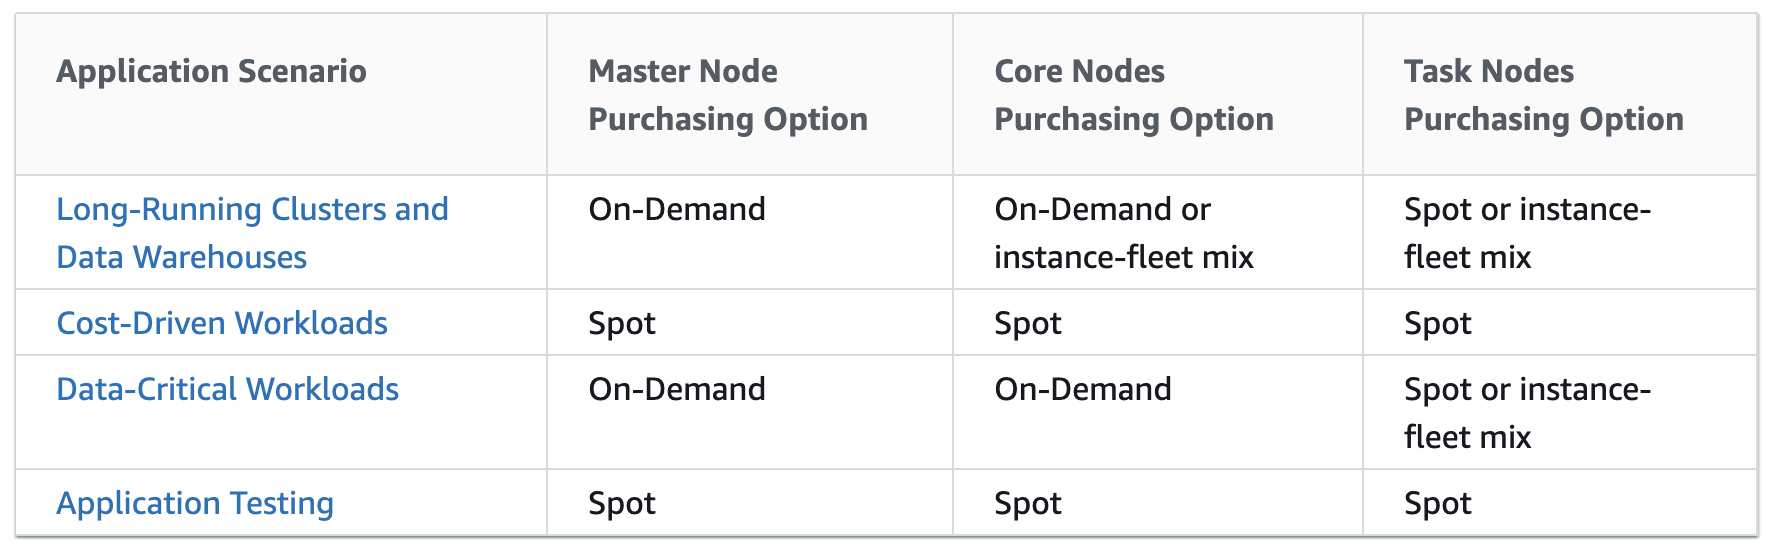 Application Scenario
Master Node
Purchasing Option
Core Nodes
Purchasing Option
Task Nodes
Purchasing Option
Long-Running Clusters and
Data Warehouses
On-Demand
On-Demand or
instance-fleet mix
Spot or instance-
fleet mix
Cost-Driven Workloads
Spot
Spot
Spot
Data-Critical Workloads
On-Demand
On-Demand
Spot or instance-
fleet mix
Application Testing
Spot
Spot
Spot